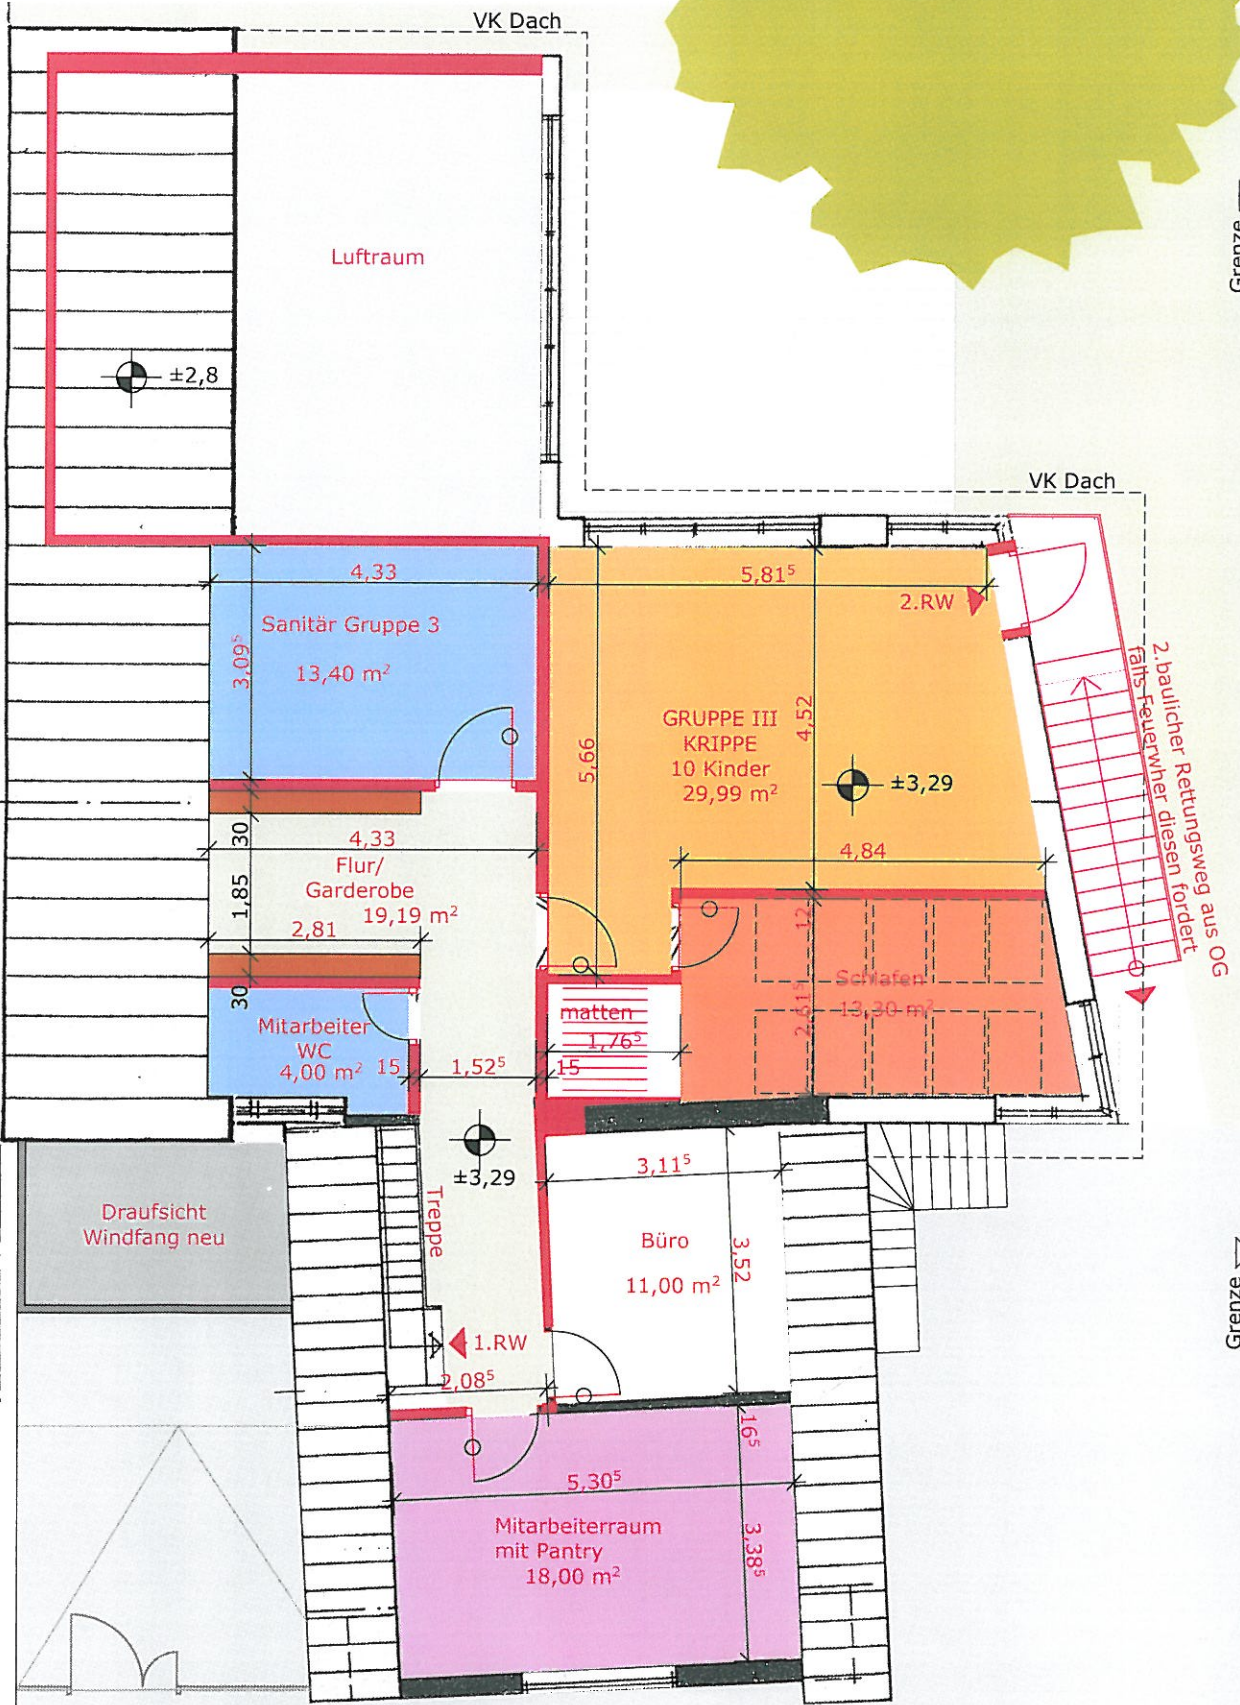 VK Dach
Luftraum
±2,8
Grenze
VK Dach
4,33
5,81⁵
2.RW
Sanitär Gruppe 3
3,09⁵
13,40 m²
2.baulicher Rettungsweg aus OG
falls Feuerwher diesen fordert
GRUPPE III
KRIPPE
10 Kinder
29,99 m²
4,52
5,66
±3,29
30
4,33
4,84
Flur/
Garderobe
19,19 m²
1,85
2,81
12
Schlafen
13,30 m²
2,61⁵
30
matten
1,76⁵
Mitarbeiter
WC
4,00 m²
15
1,52⁵
15
±3,29
3,11⁵
Treppe
Draufsicht
Windfang neu
Büro
11,00 m²
3,52
Grenze
1.RW
2,08⁵
16⁵
5,30⁵
Mitarbeiterraum
mit Pantry
18,00 m²
3,38⁵